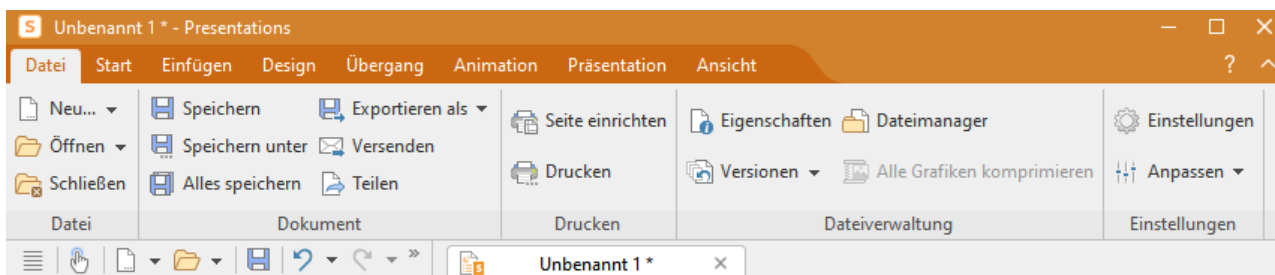 S Unbenannt 1 * - Presentations
Datei Start Einfügen Design Übergang Animation Präsentation Ansicht ?
Neu... Speichern Exportieren als Seite einrichten Eigenschaften Dateimanager Einstellungen
Öffnen Speichern unter Versenden
Schließen Alles speichern Teilen Drucken Versionen Alle Grafiken komprimieren Anpassen
Datei Dokument Drucken Dateiverwaltung Einstellungen
» S Unbenannt 1 *